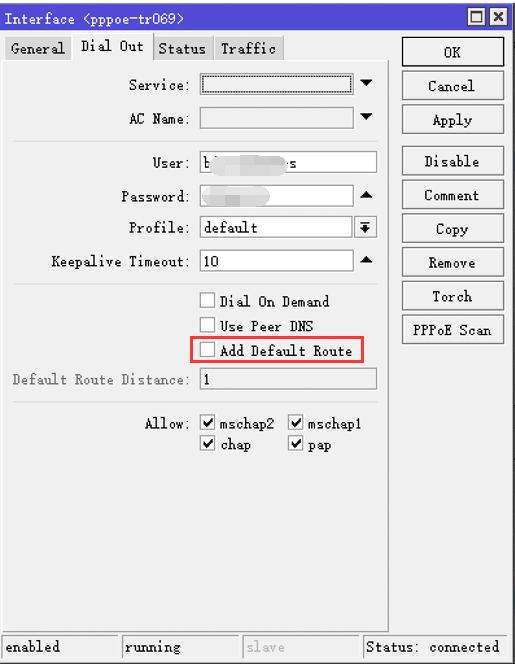 Interface <pppoe-tr069>
General Dial Out Status Traffic
Service:
AC Name:
User:
Password:
Profile: default
Keepalive Timeout: 10
Dial On Demand
Use Peer DNS
Add Default Route
Default Route Distance: 1
Allow: mschap2 mschap1
chap pap
OK
Cancel
Apply
Disable
Comment
Copy
Remove
Torch
PPPoE Scan
enabled running slave Status: connected